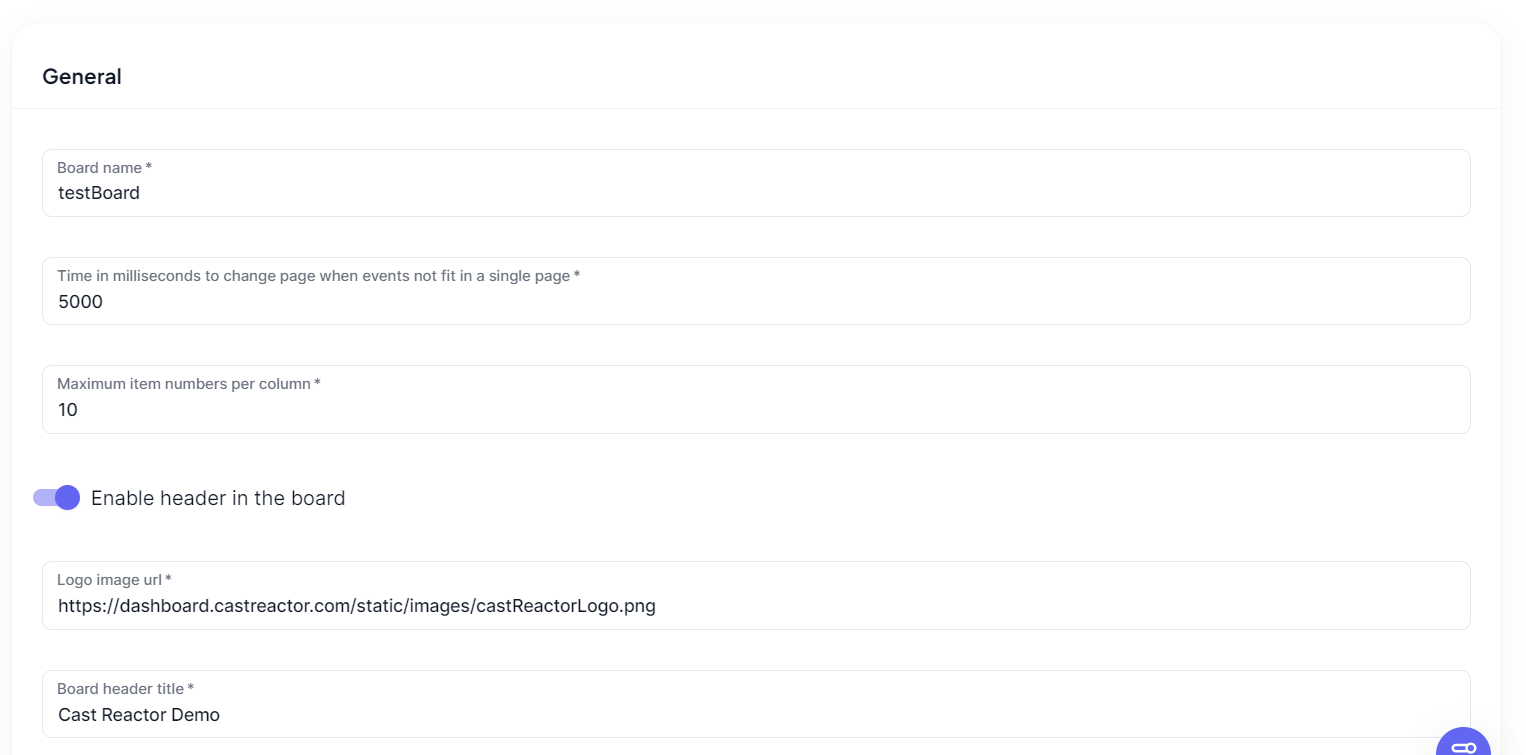 General
Board name *
testBoard
Time in milliseconds to change page when events not fit in a single page *
5000
Maximum item numbers per column *
10
Enable header in the board
Logo image url *
https://dashboard.castreactor.com/static/images/castReactorLogo.png
Board header title *
Cast Reactor Demo